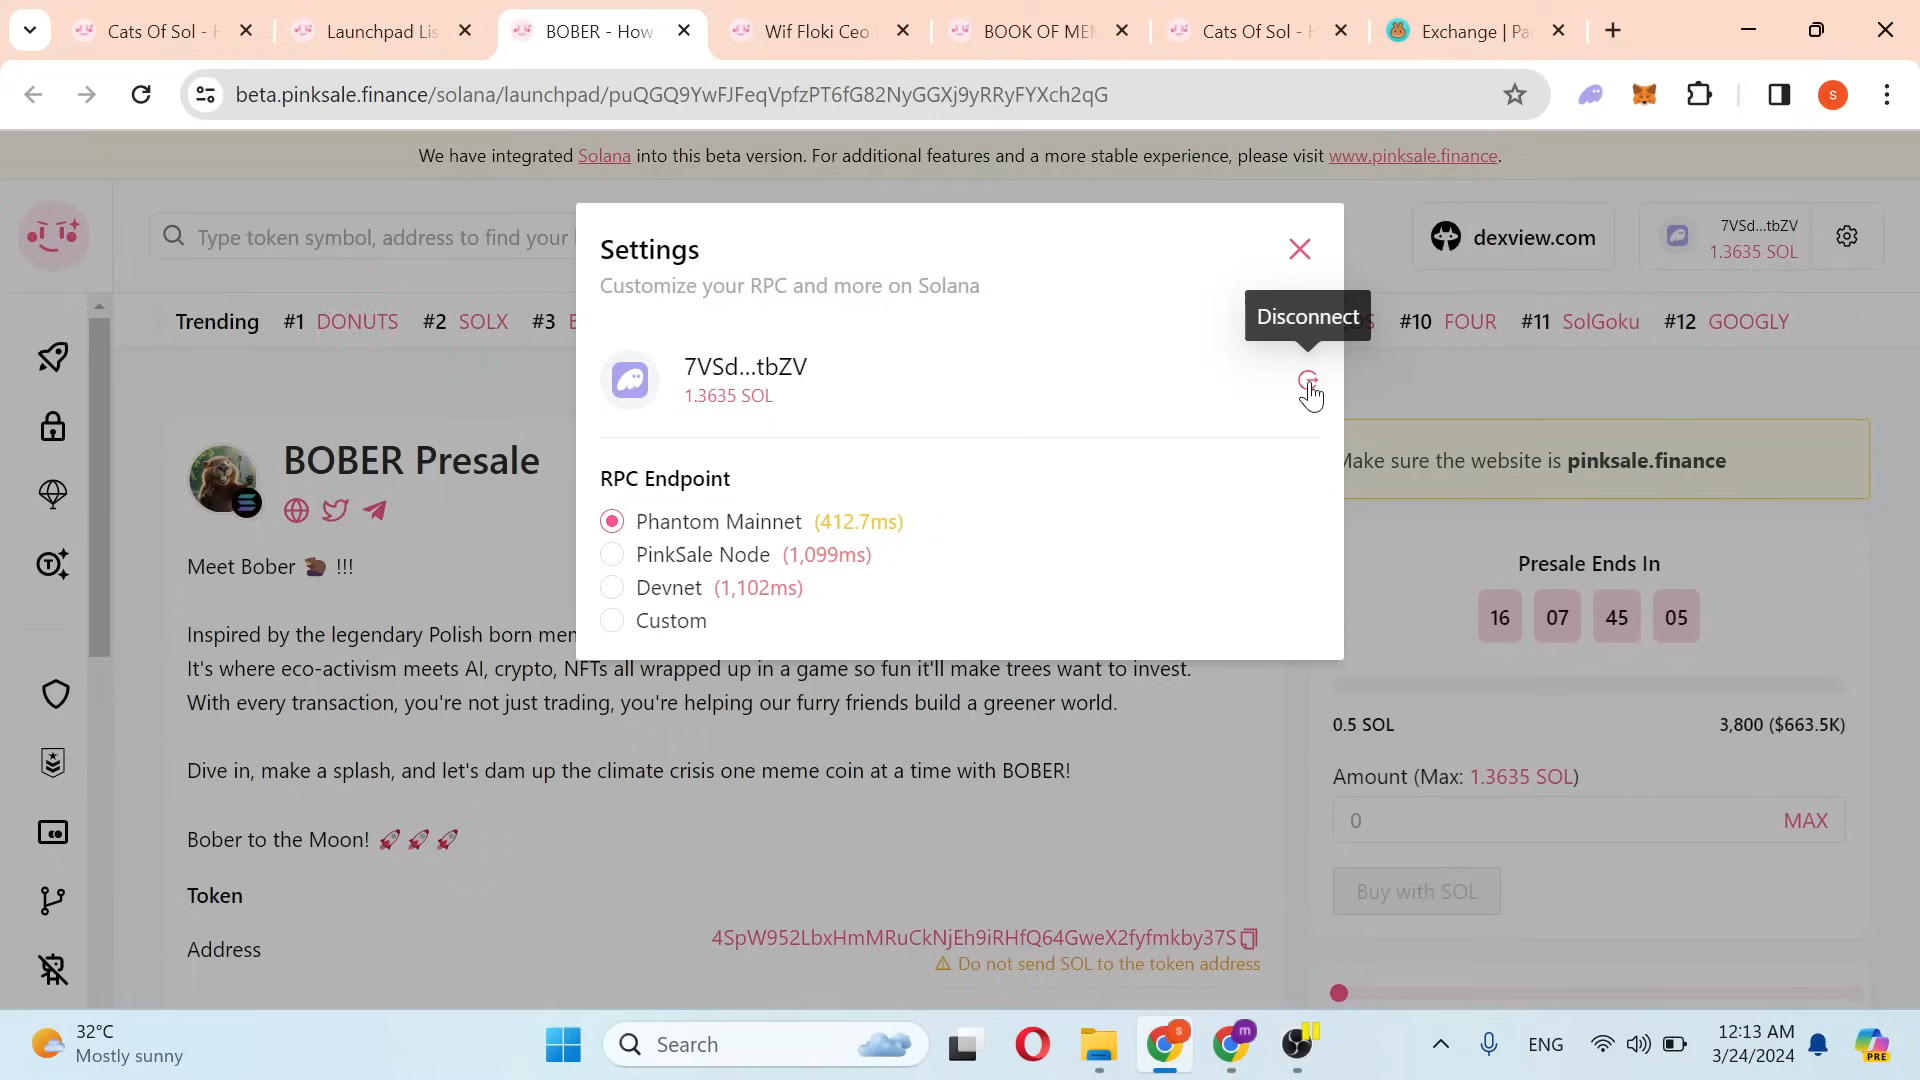 Cats Of Sol - H
Launchpad Lis
BOBER - How
Wif Floki Ceo
BOOK OF MEM
Cats Of Sol - H
Exchange | Pa
beta.pinksale.finance/solana/launchpad/puQGQ9YwFJFeqVpfzPT6fG82NyGGXj9yRRyFYXch2qG
s
We have integrated Solana into this beta version. For additional features and a more stable experience, please visit www.pinksale.finance.
Type token symbol, address to find your
dexview.com
7VSd...tbZV
1.3635 SOL
Settings
Customize your RPC and more on Solana
Disconnect
Trending #1 DONUTS #2 SOLX #3
#10 FOUR #11 SolGoku #12 GOOGLY
7VSd...tbZV
1.3635 SOL
RPC Endpoint
Phantom Mainnet (412.7ms)
PinkSale Node (1,099ms)
Devnet (1,102ms)
Custom
BOBER Presale
Make sure the website is pinksale.finance
Meet Bober 🦫 !!!
Inspired by the legendary Polish born
It's where eco-activism meets AI, crypto, NFTs all wrapped up in a game so fun it'll make trees want to invest.
With every transaction, you're not just trading, you're helping our furry friends build a greener world.
Dive in, make a splash, and let's dam up the climate crisis one meme coin at a time with BOBER!
Bober to the Moon! 🚀 🚀 🚀
Token
Address
4SpW952LbxHmMRuCkNjEh9iRHfQ64GweX2fyfmkby37S
⚠ Do not send SOL to the token address
Presale Ends In
16 07 45 05
0.5 SOL
3,800 ($663.5K)
Amount (Max: 1.3635 SOL)
0
MAX
Buy with SOL
32°C
Mostly sunny
Search
s
m
ENG
12:13 AM
3/24/2024
PRE